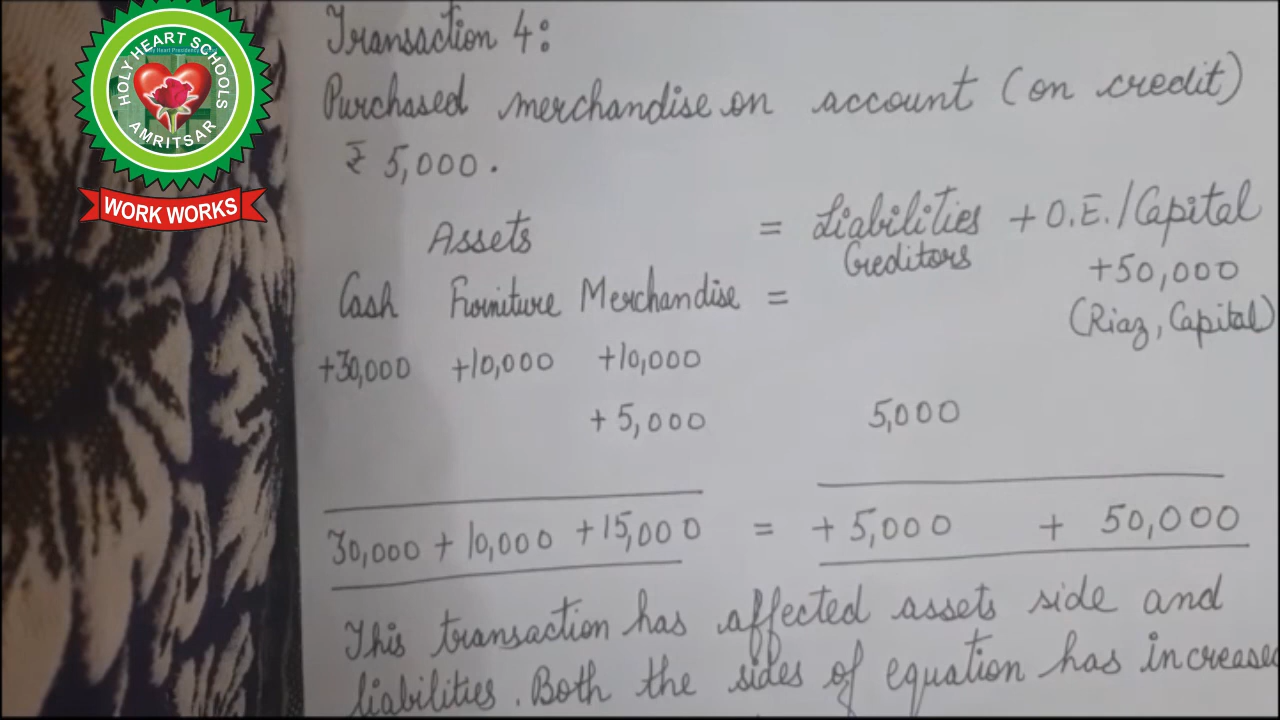 HOLY HEART SCHOOLS
AMRITSAR
WORK WORKS
Transaction 4:
Purchased merchandise on account (on credit)
₹ 5,000.
Assets = Liabilities + O.E./Capital
Creditors +50,000
Cash Furniture Merchandise = (Riaz, Capital)
+30,000 +10,000 +10,000
+ 5,000 5,000
30,000 + 10,000 +15,000 = + 5,000 + 50,000
This transaction has affected assets side and
liabilities. Both the sides of equation has increased